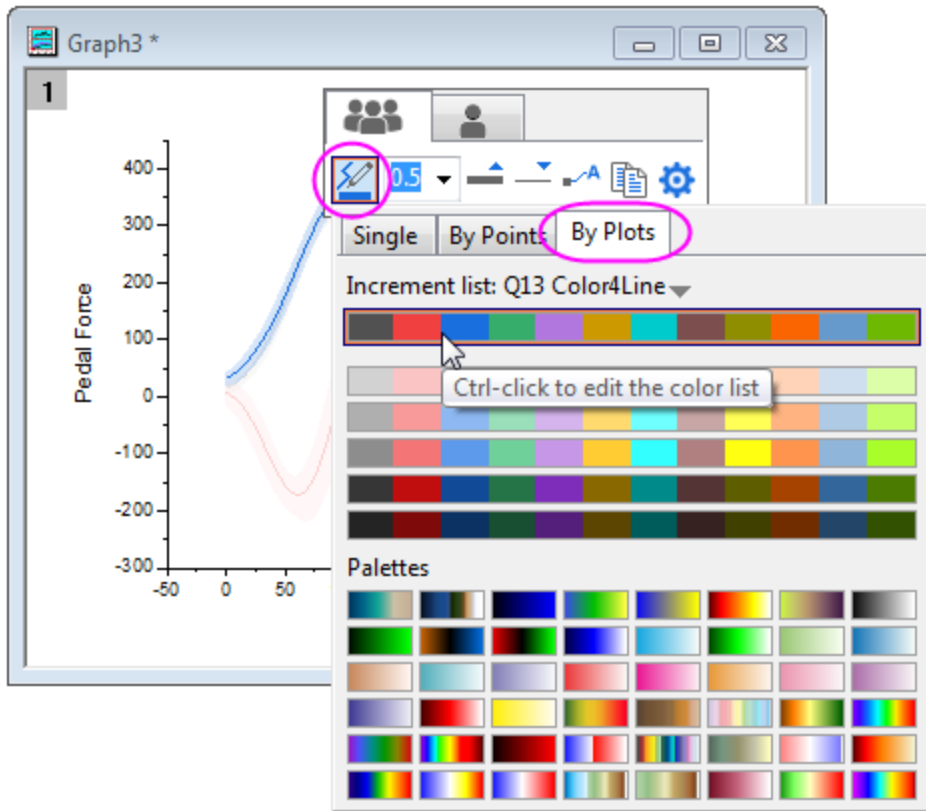 Graph3 *
1
0.5
A
Single By Points By Plots
Increment list: Q13 Color4Line
Ctrl-click to edit the color list
Palettes
Pedal Force
400
300
200
100
0
-100
-200
-300
-50 0 50